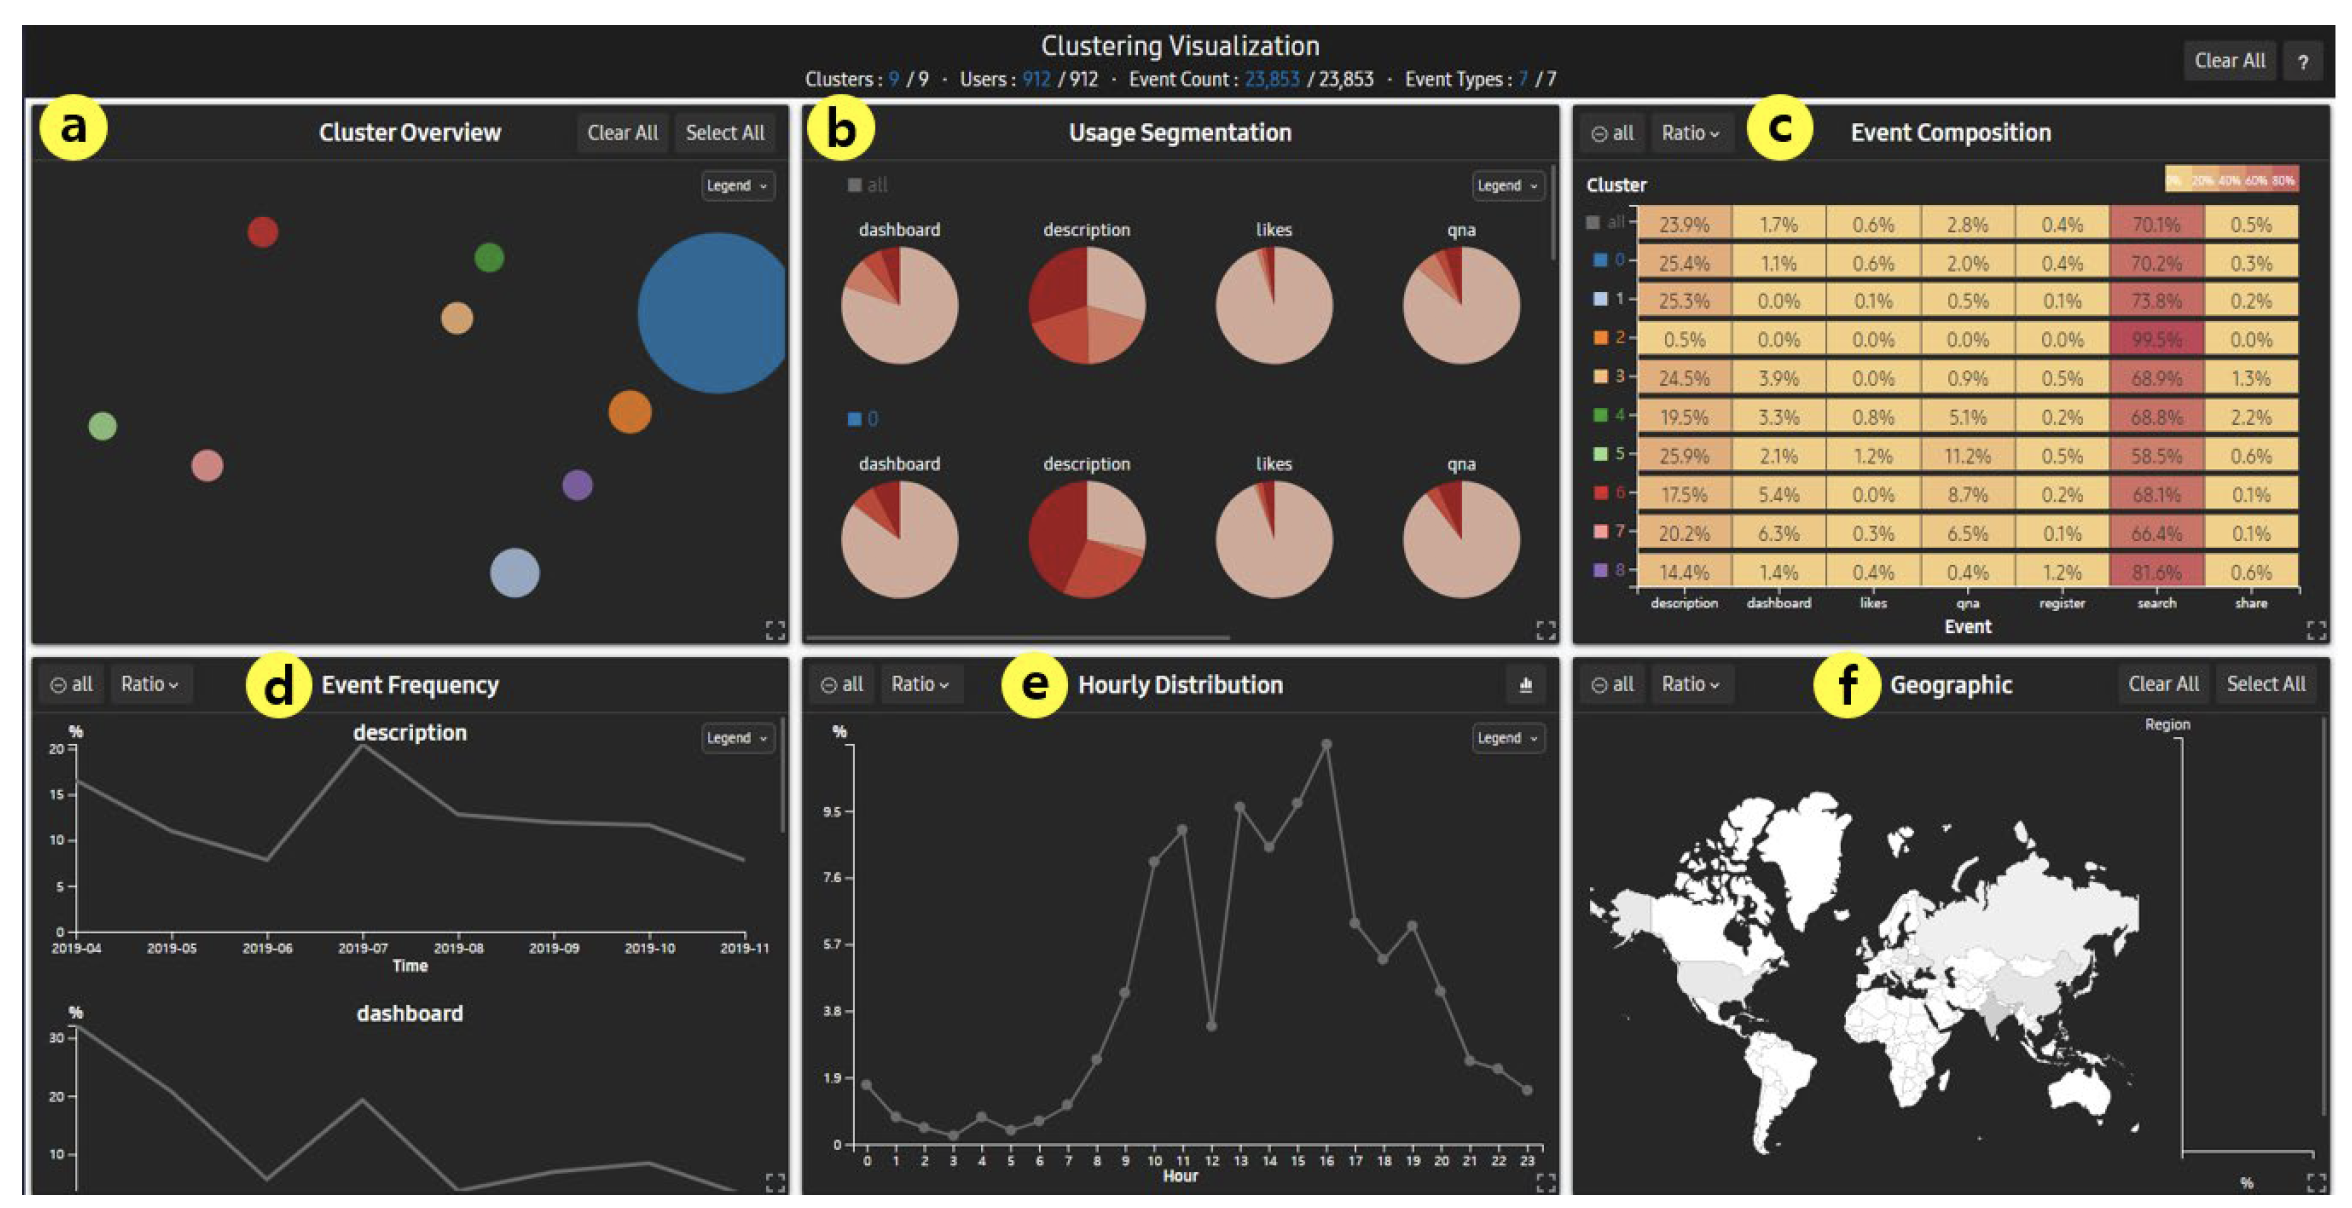 Clustering Visualization
Clusters : 9 / 9 · Users : 912 / 912 · Event Count : 23,853 / 23,853 · Event Types : 7 / 7
Clear All ?
a Cluster Overview Clear All Select All
Legend
b Usage Segmentation
all Legend
dashboard description likes qna
0
dashboard description likes qna
all Ratio c Event Composition
0% 20% 40% 60% 80%
Cluster
all 23.9% 1.7% 0.6% 2.8% 0.4% 70.1% 0.5%
0 25.4% 1.1% 0.6% 2.0% 0.4% 70.2% 0.3%
1 25.3% 0.0% 0.1% 0.5% 0.1% 73.8% 0.2%
2 0.5% 0.0% 0.0% 0.0% 0.0% 99.5% 0.0%
3 24.5% 3.9% 0.0% 0.9% 0.5% 68.9% 1.3%
4 19.5% 3.3% 0.8% 5.1% 0.2% 68.8% 2.2%
5 25.9% 2.1% 1.2% 11.2% 0.5% 58.5% 0.6%
6 17.5% 5.4% 0.0% 8.7% 0.2% 68.1% 0.1%
7 20.2% 6.3% 0.3% 6.5% 0.1% 66.4% 0.1%
8 14.4% 1.4% 0.4% 0.4% 1.2% 81.6% 0.6%
description dashboard likes qna register search share
Event
all Ratio d Event Frequency
% description Legend
20
15
10
5
0
2019-04 2019-05 2019-06 2019-07 2019-08 2019-09 2019-10 2019-11
Time
% dashboard
30
20
10
all Ratio e Hourly Distribution
% Legend
9.5
7.6
5.7
3.8
1.9
0
0 1 2 3 4 5 6 7 8 9 10 11 12 13 14 15 16 17 18 19 20 21 22 23
Hour
all Ratio f Geographic Clear All Select All
Region
%